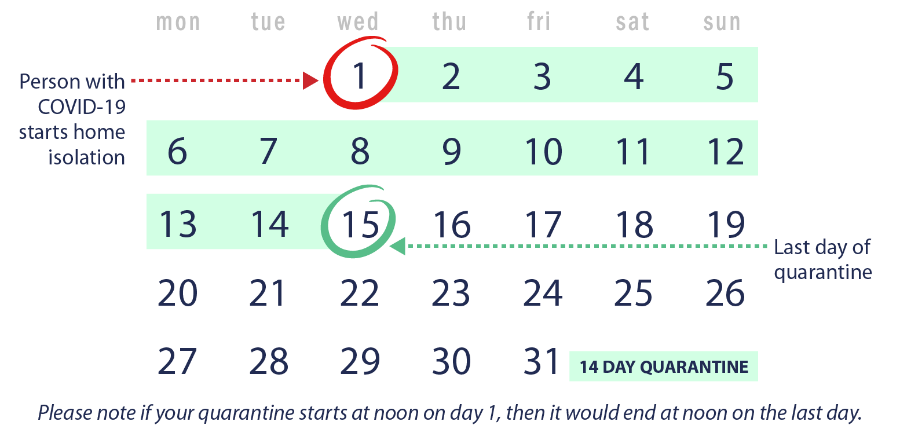 mon tue wed thu fri sat sun
Person with
COVID-19
starts home
isolation
1 2 3 4 5
6 7 8 9 10 11 12
13 14 15 16 17 18 19
Last day of
quarantine
20 21 22 23 24 25 26
27 28 29 30 31
14 DAY QUARANTINE
Please note if your quarantine starts at noon on day 1, then it would end at noon on the last day.